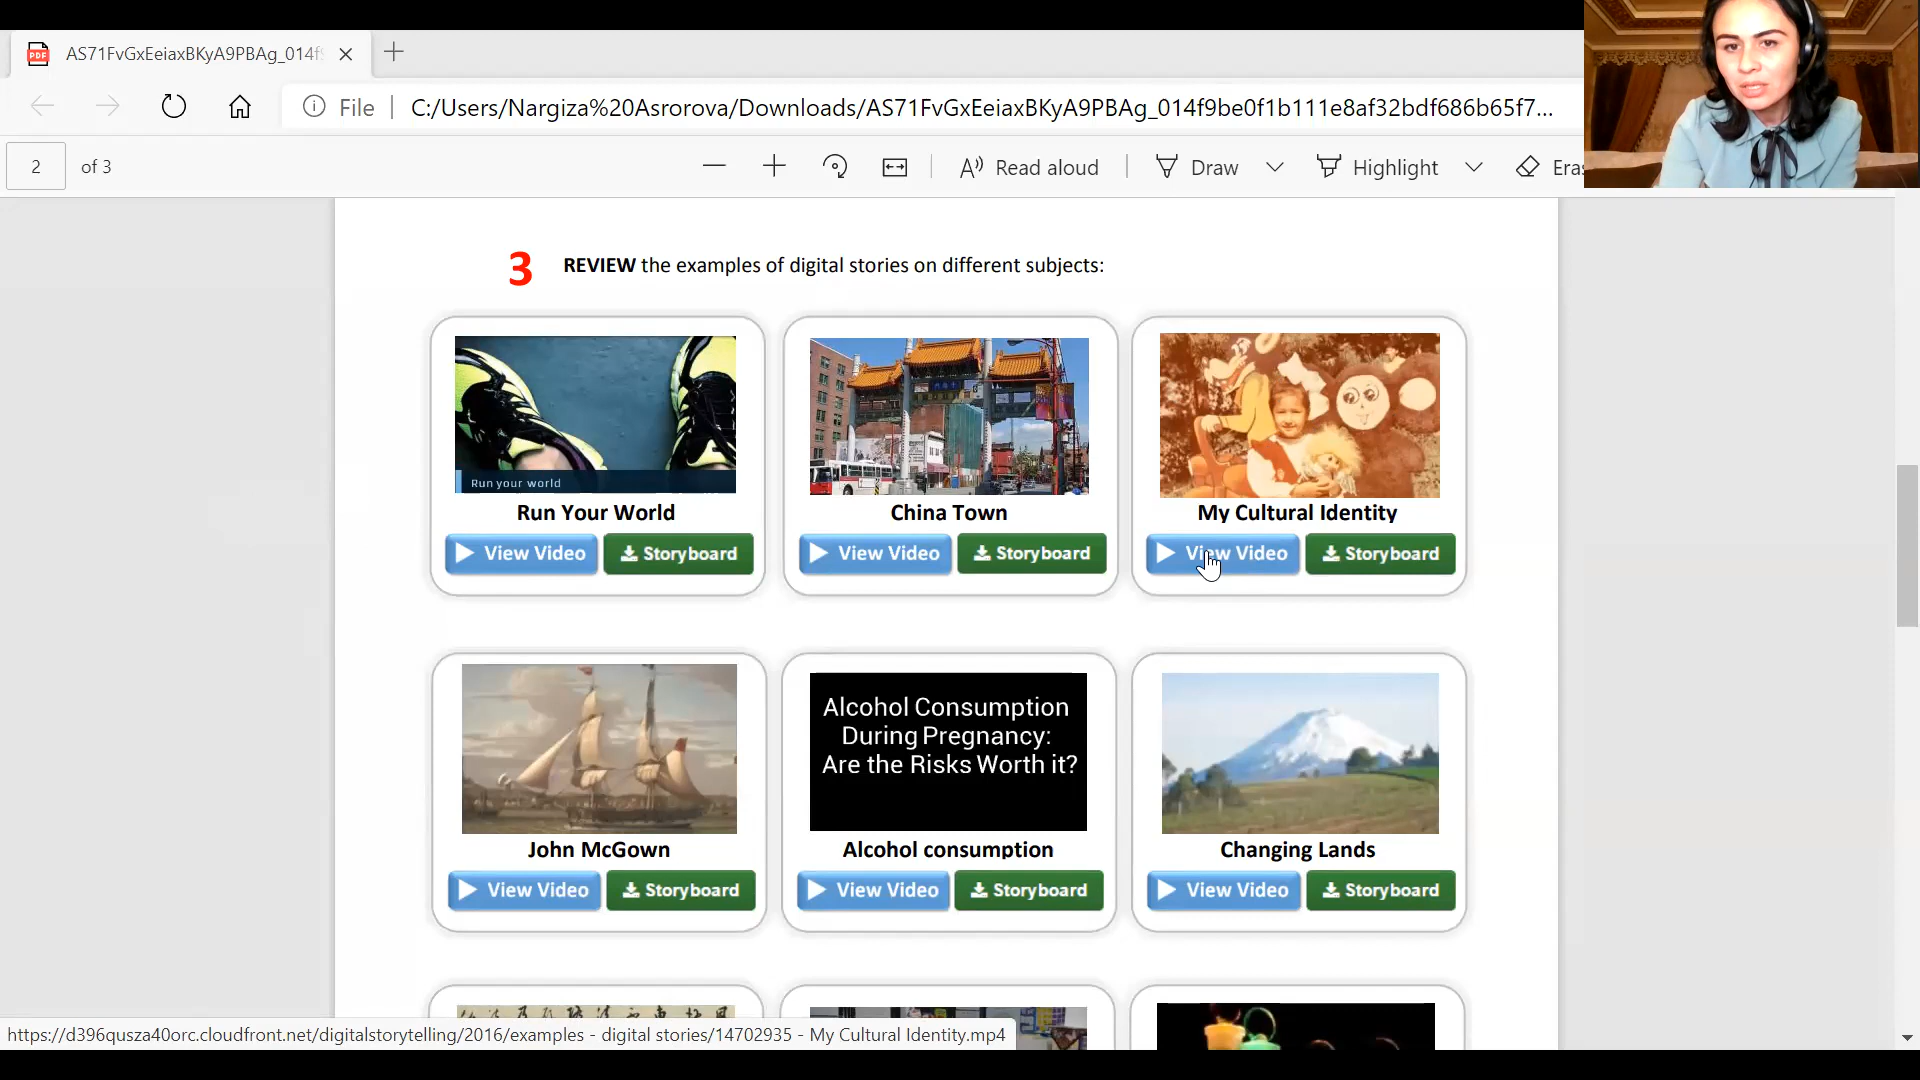 AS71FvGxEeiaxBKyA9PBAg_014f9
File
C:/Users/Nargiza%20Asrorova/Downloads/AS71FvGxEeiaxBKyA9PBAg_014f9be0f1b111e8af32bdf686b65f7...
2 of 3
Read aloud
Draw
Highlight
Eras
3 REVIEW the examples of digital stories on different subjects:
Run your world
Run Your World
China Town
My Cultural Identity
View Video
Storyboard
View Video
Storyboard
View Video
Storyboard
Alcohol Consumption
During Pregnancy:
Are the Risks Worth it?
John McGown
Alcohol consumption
Changing Lands
View Video
Storyboard
View Video
Storyboard
View Video
Storyboard
https://d396qusza40orc.cloudfront.net/digitalstorytelling/2016/examples - digital stories/14702935 - My Cultural Identity.mp4